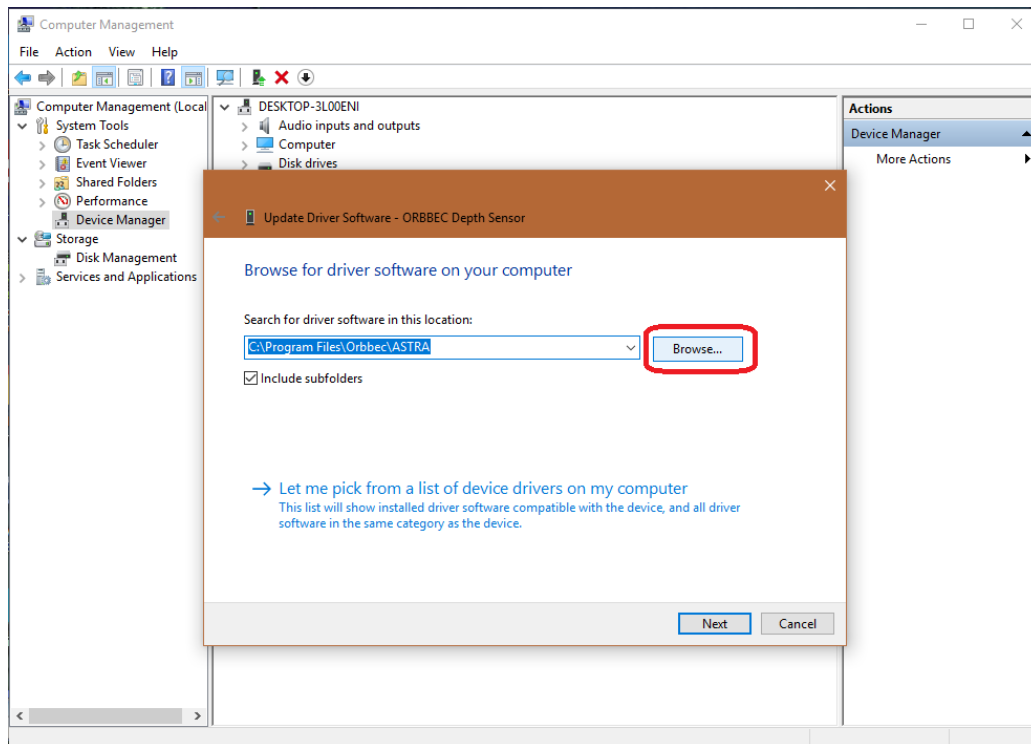 Computer Management
File Action View Help
Computer Management (Local
System Tools
Task Scheduler
Event Viewer
Shared Folders
Performance
Device Manager
Storage
Disk Management
Services and Applications
DESKTOP-3L00ENI
Audio inputs and outputs
Computer
Disk drives
Actions
Device Manager
More Actions
Update Driver Software - ORBBEC Depth Sensor
Browse for driver software on your computer
Search for driver software in this location:
C:\Program Files\Orbbec\ASTRA
Browse...
Include subfolders
Let me pick from a list of device drivers on my computer
This list will show installed driver software compatible with the device, and all driver
software in the same category as the device.
Next Cancel